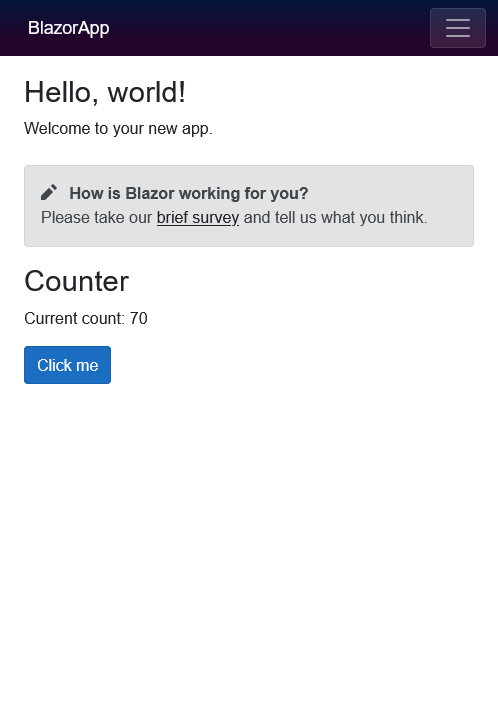 BlazorApp
Hello, world!
Welcome to your new app.
How is Blazor working for you?
Please take our brief survey and tell us what you think.
Counter
Current count: 70
Click me